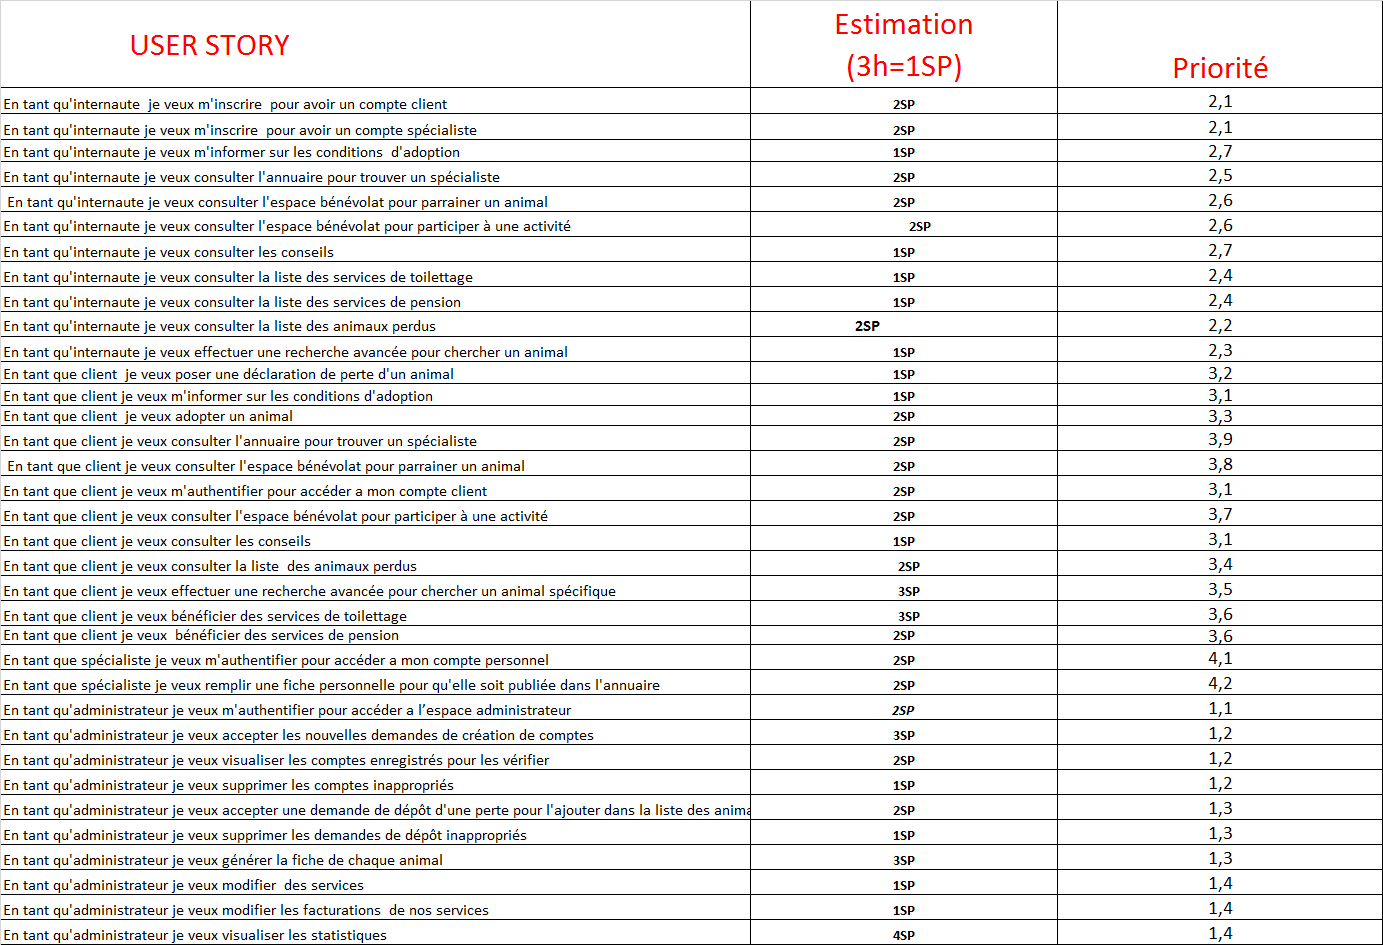 USER STORY Estimation (3h=1SP) Priorité
En tant qu'internaute je veux m'inscrire pour avoir un compte client 2SP 2,1
En tant qu'internaute je veux m'inscrire pour avoir un compte spécialiste 2SP 2,1
En tant qu'internaute je veux m'informer sur les conditions d'adoption 1SP 2,7
En tant qu'internaute je veux consulter l'annuaire pour trouver un spécialiste 2SP 2,5
En tant qu'internaute je veux consulter l'espace bénévolat pour parrainer un animal 2SP 2,6
En tant qu'internaute je veux consulter l'espace bénévolat pour participer à une activité 2SP 2,6
En tant qu'internaute je veux consulter les conseils 1SP 2,7
En tant qu'internaute je veux consulter la liste des services de toilettage 1SP 2,4
En tant qu'internaute je veux consulter la liste des services de pension 1SP 2,4
En tant qu'internaute je veux consulter la liste des animaux perdus 2SP 2,2
En tant qu'internaute je veux effectuer une recherche avancée pour chercher un animal 1SP 2,3
En tant que client je veux poser une déclaration de perte d'un animal 1SP 3,2
En tant que client je veux m'informer sur les conditions d'adoption 1SP 3,1
En tant que client je veux adopter un animal 2SP 3,3
En tant que client je veux consulter l'annuaire pour trouver un spécialiste 2SP 3,9
En tant que client je veux consulter l'espace bénévolat pour parrainer un animal 2SP 3,8
En tant que client je veux m'authentifier pour accéder a mon compte client 2SP 3,1
En tant que client je veux consulter l'espace bénévolat pour participer à une activité 2SP 3,7
En tant que client je veux consulter les conseils 1SP 3,1
En tant que client je veux consulter la liste des animaux perdus 2SP 3,4
En tant que client je veux effectuer une recherche avancée pour chercher un animal spécifique 3SP 3,5
En tant que client je veux bénéficier des services de toilettage 3SP 3,6
En tant que client je veux bénéficier des services de pension 2SP 3,6
En tant que spécialiste je veux m'authentifier pour accéder a mon compte personnel 2SP 4,1
En tant que spécialiste je veux remplir une fiche personnelle pour qu'elle soit publiée dans l'annuaire 2SP 4,2
En tant qu'administrateur je veux m'authentifier pour accéder a l’espace administrateur 2SP 1,1
En tant qu'administrateur je veux accepter les nouvelles demandes de création de comptes 3SP 1,2
En tant qu'administrateur je veux visualiser les comptes enregistrés pour les vérifier 2SP 1,2
En tant qu'administrateur je veux supprimer les comptes inappropriés 1SP 1,2
En tant qu'administrateur je veux accepter une demande de dépôt d'une perte pour l'ajouter dans la liste des anima 2SP 1,3
En tant qu'administrateur je veux supprimer les demandes de dépôt inappropriés 1SP 1,3
En tant qu'administrateur je veux générer la fiche de chaque animal 3SP 1,3
En tant qu'administrateur je veux modifier des services 1SP 1,4
En tant qu'administrateur je veux modifier les facturations de nos services 1SP 1,4
En tant qu'administrateur je veux visualiser les statistiques 4SP 1,4